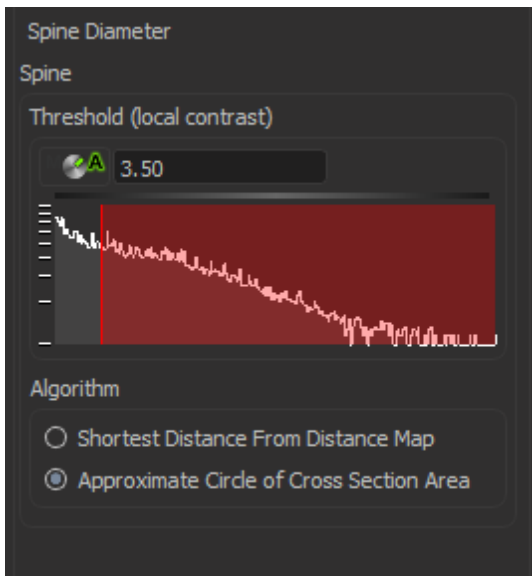 Spine Diameter
Spine
Threshold (local contrast)
A 3.50
Algorithm
Shortest Distance From Distance Map
Approximate Circle of Cross Section Area